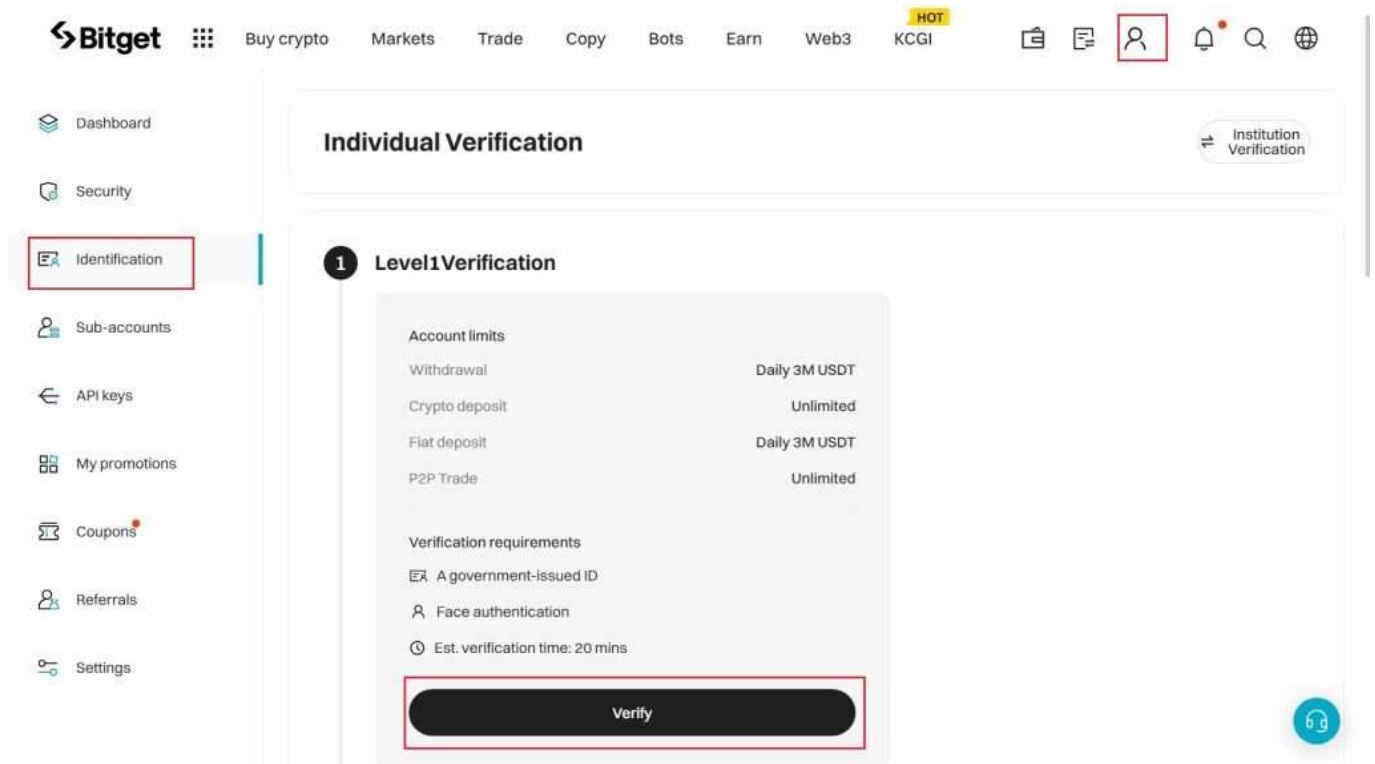 HOT
Bitget Buy crypto Markets Trade Copy Bots Earn Web3 KCGI
Dashboard
Security
Identification
Sub-accounts
API keys
My promotions
Coupons
Referrals
Settings
Individual Verification
Institution
Verification
1 Level1Verification
Account limits
Withdrawal Daily 3M USDT
Crypto deposit Unlimited
Fiat deposit Daily 3M USDT
P2P Trade Unlimited
Verification requirements
A government-issued ID
Face authentication
Est. verification time: 20 mins
Verify